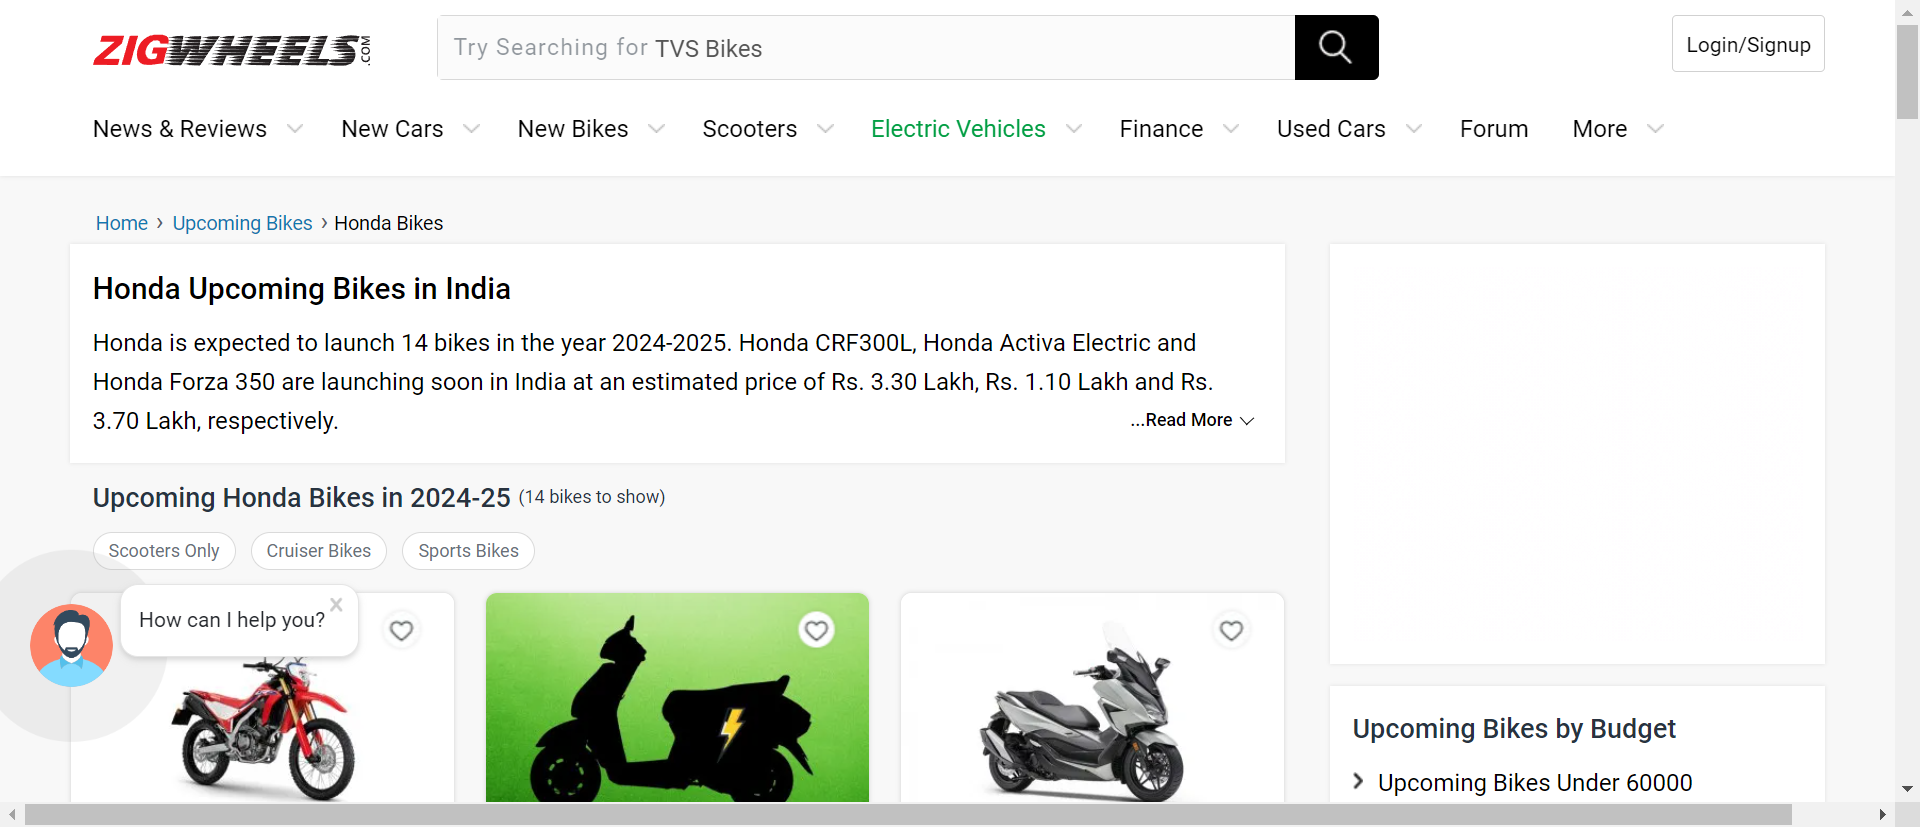 ZIGWHEELS.COM
Try Searching for TVS Bikes
Login/Signup
News & Reviews New Cars New Bikes Scooters Electric Vehicles Finance Used Cars Forum More
Home › Upcoming Bikes › Honda Bikes
Honda Upcoming Bikes in India
Honda is expected to launch 14 bikes in the year 2024-2025. Honda CRF300L, Honda Activa Electric and
Honda Forza 350 are launching soon in India at an estimated price of Rs. 3.30 Lakh, Rs. 1.10 Lakh and Rs.
3.70 Lakh, respectively.
...Read More
Upcoming Honda Bikes in 2024-25 (14 bikes to show)
Scooters Only Cruiser Bikes Sports Bikes
How can I help you?
Upcoming Bikes by Budget
Upcoming Bikes Under 60000